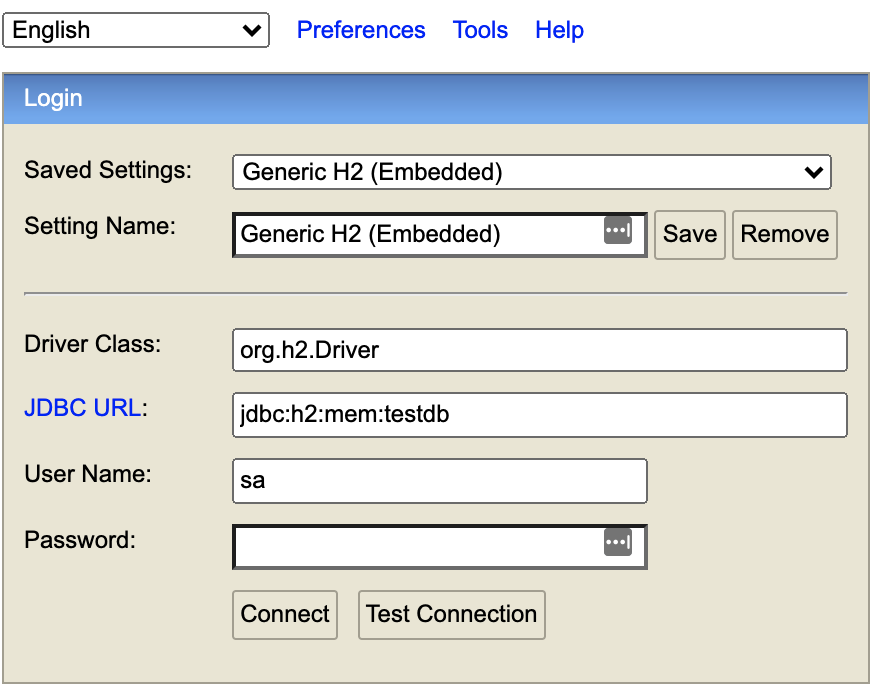 English Preferences Tools Help
Login
Saved Settings: Generic H2 (Embedded)
Setting Name: Generic H2 (Embedded) Save Remove
Driver Class: org.h2.Driver
JDBC URL: jdbc:h2:mem:testdb
User Name: sa
Password:
Connect Test Connection